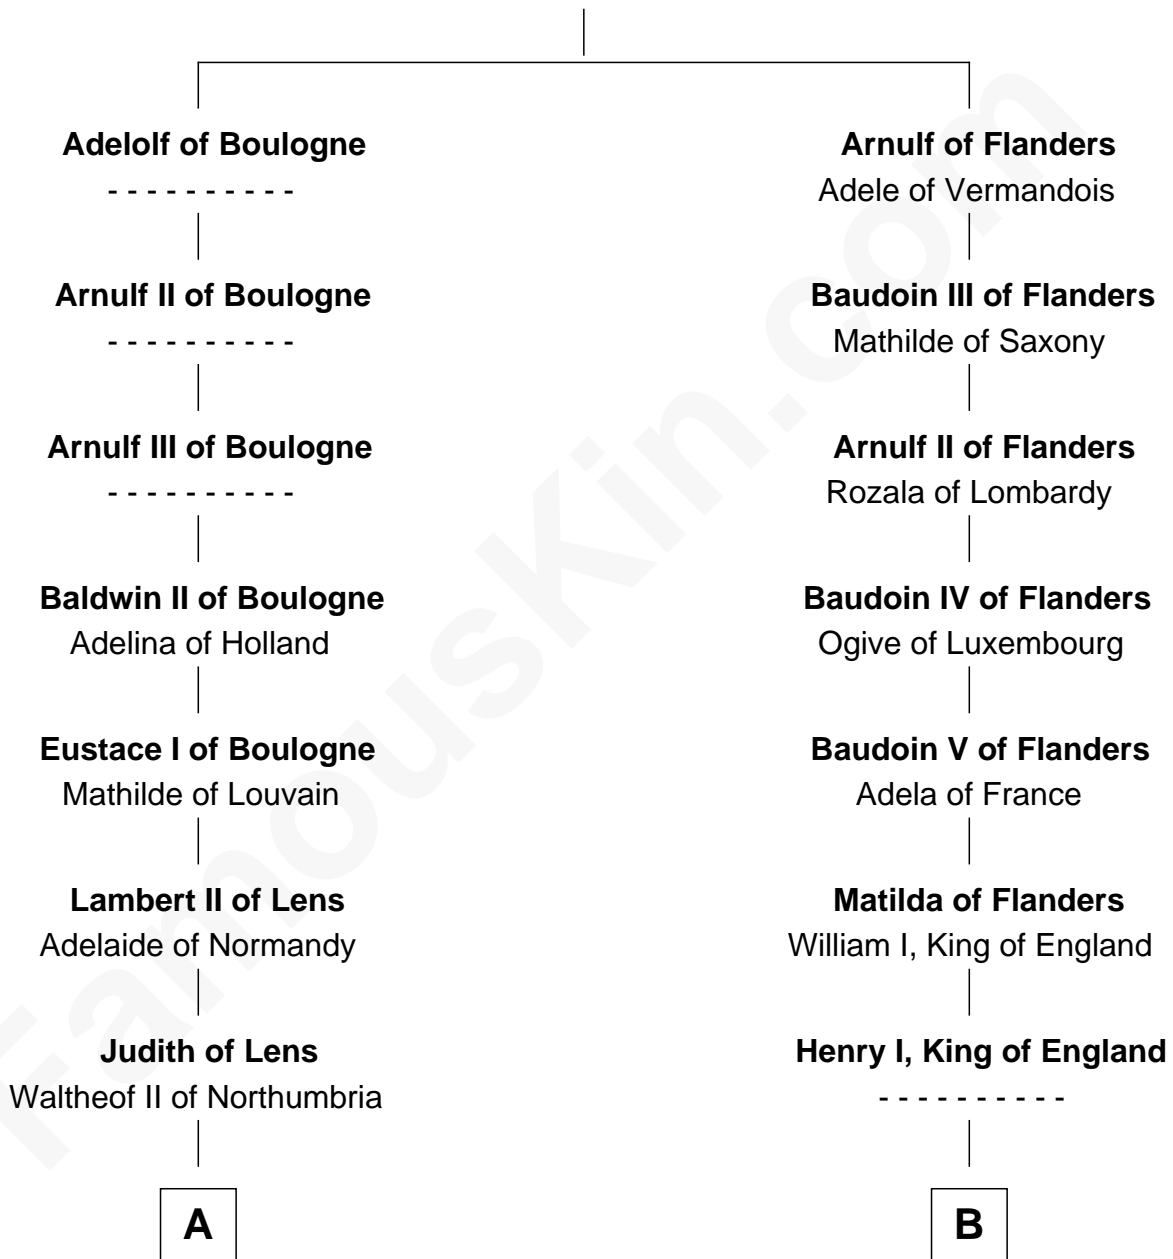 Adelolf of Boulogne
- - - - - - - - - -
Arnulf II of Boulogne
- - - - - - - - - -
Arnulf III of Boulogne
- - - - - - - - - -
Baldwin II of Boulogne
Adelina of Holland
Eustace I of Boulogne
Mathilde of Louvain
Lambert II of Lens
Adelaide of Normandy
Judith of Lens
Waltheof II of Northumbria
A
Arnulf of Flanders
Adele of Vermandois
Baudoin III of Flanders
Mathilde of Saxony
Arnulf II of Flanders
Rozala of Lombardy
Baudoin IV of Flanders
Ogive of Luxembourg
Baudoin V of Flanders
Adela of France
Matilda of Flanders
William I, King of England
Henry I, King of England
- - - - - - - - - -
B
FamousKin.com